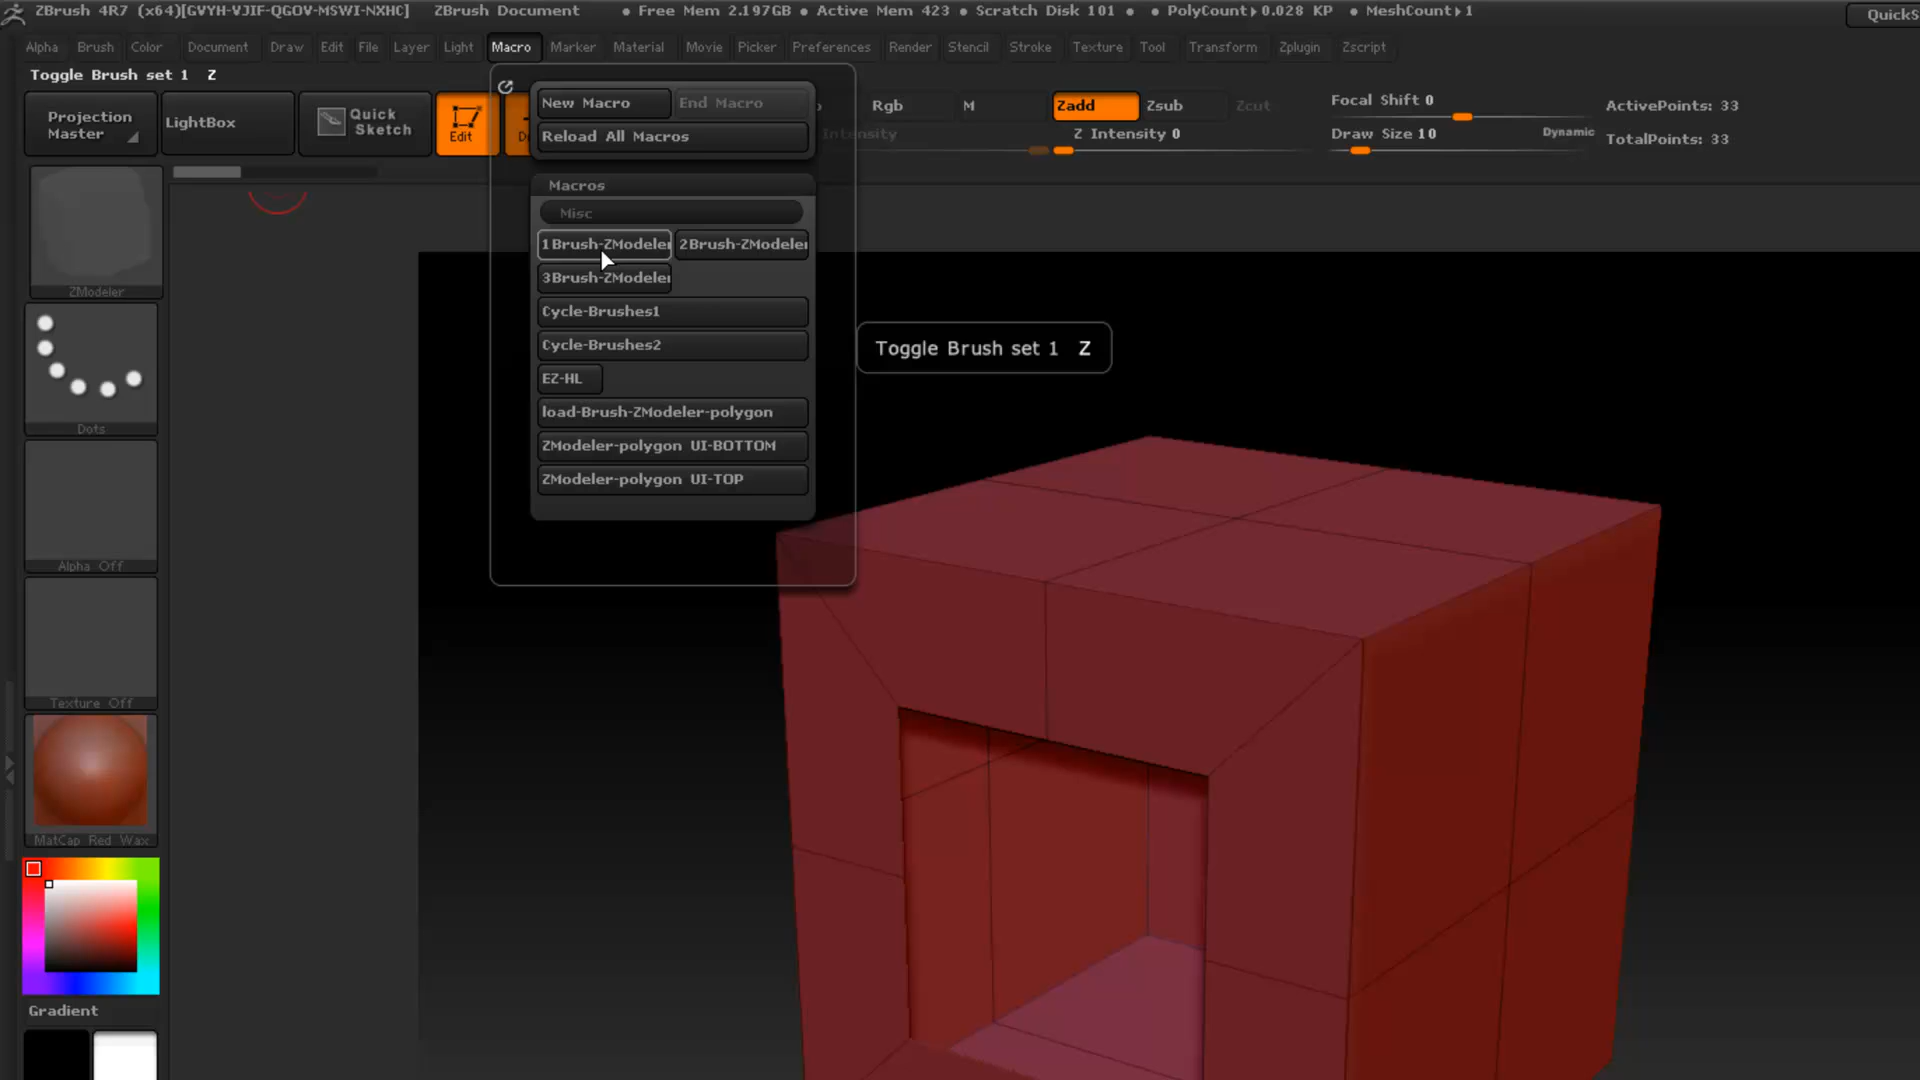 ZBrush 4R7 (x64)[GVYH-VJIF-QGOV-MSWI-NXHC] ZBrush Document • Free Mem 2.197GB • Active Mem 423 • Scratch Disk 101 • • PolyCount▸0.028 KP • MeshCount▸1
Alpha Brush Color Document Draw Edit File Layer Light Macro Marker Material Movie Picker Preferences Render Stencil Stroke Texture Tool Transform Zplugin Zscript
Toggle Brush set 1 Z
Projection Master
LightBox
Quick Sketch
Edit
New Macro
End Macro
Reload All Macros
Rgb
M
Zadd
Zsub
Zcut
Intensity
Z Intensity 0
Focal Shift 0
Draw Size 10
Dynamic
ActivePoints: 33
TotalPoints: 33
Macros
Misc
1Brush-ZModeler
2Brush-ZModeler
3Brush-ZModeler
Cycle-Brushes1
Cycle-Brushes2
EZ-HL
load-Brush-ZModeler-polygon
ZModeler-polygon UI-BOTTOM
ZModeler-polygon UI-TOP
Toggle Brush set 1 Z
ZModeler
Dots
Alpha Off
Texture Off
MatCap Red Wax
Gradient